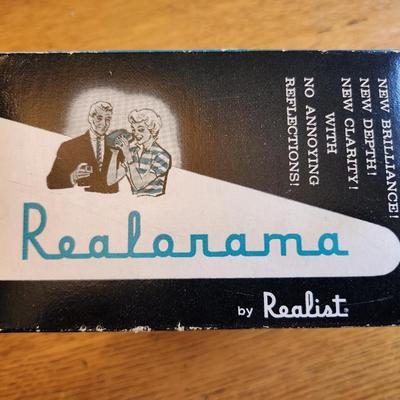 NEW BRILLIANCE!
NEW DEPTH!
NEW CLARITY!
WITH
NO ANNOYING
REFLECTIONS!
Realorama
by Realist®